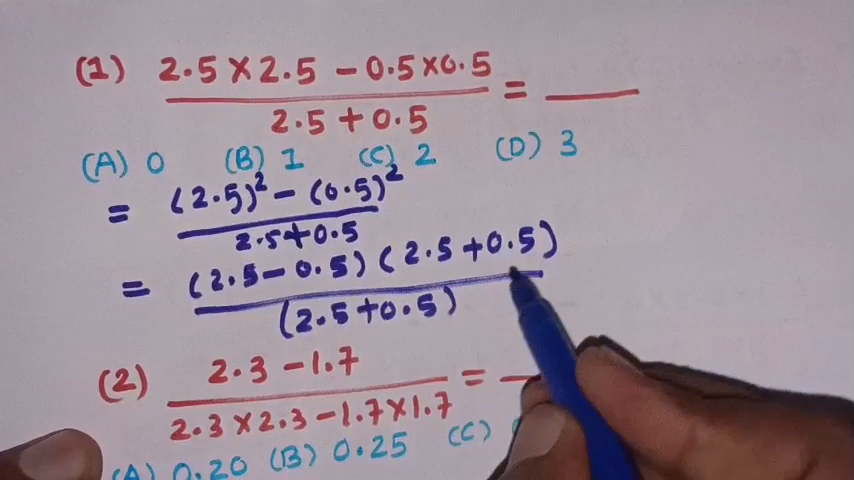 (1) 2.5 × 2.5 − 0.5 × 0.5
2.5 + 0.5 =
(A) 0 (B) 1 (C) 2 (D) 3
= (2.5)² − (0.5)²
2.5 + 0.5
= (2.5 − 0.5) (2.5 + 0.5)
(2.5 + 0.5)
(2) 2.3 − 1.7
2.3 × 2.3 − 1.7 × 1.7 =
(A) 0.20 (B) 0.25 (C)